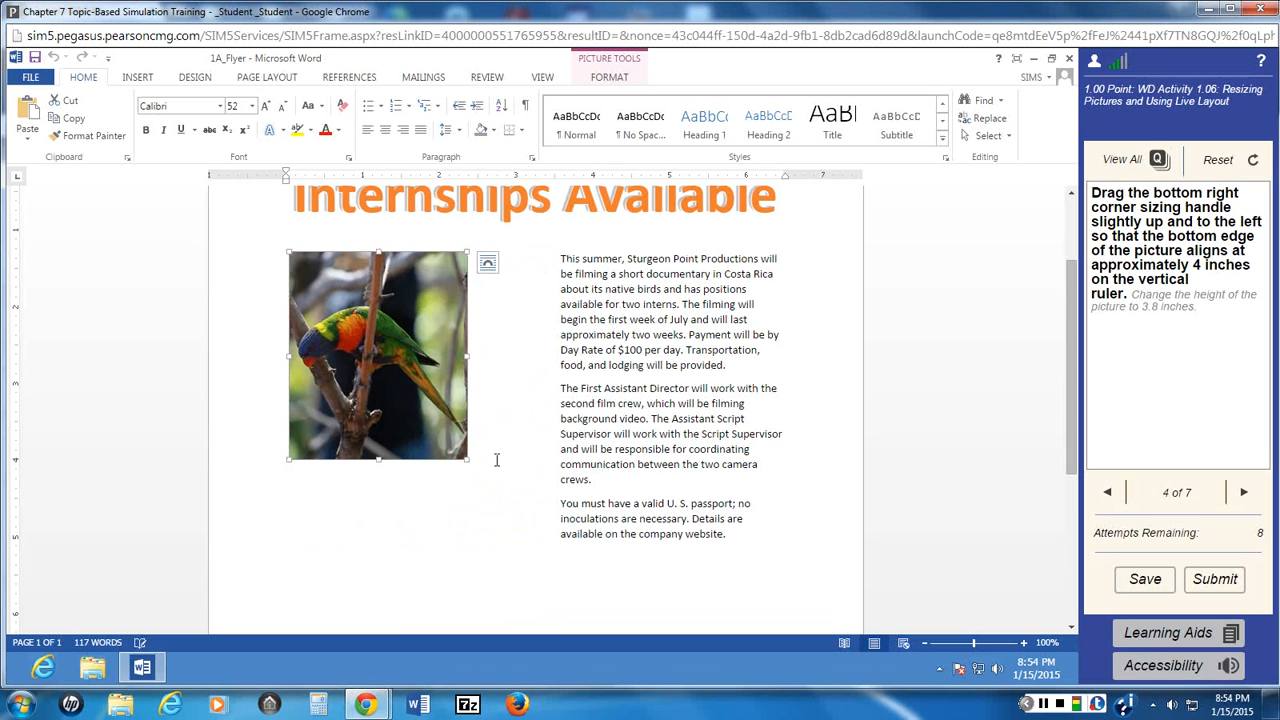 Chapter 7 Topic-Based Simulation Training - _Student _Student - Google Chrome
sim5.pegasus.pearsoncmg.com/SIM5Services/SIM5Frame.aspx?resLinkID=4000000551765955&resultID=&nonce=43c044ff-150d-4a2d-9fb1-8db2cad6d89d&launchCode=qe8mtdEeV5p%2FeJ%2441pXf7TN8GQJ%2f0qLph
1A_Flyer - Microsoft Word
PICTURE TOOLS
FILE HOME INSERT DESIGN PAGE LAYOUT REFERENCES MAILINGS REVIEW VIEW FORMAT SIMS
Paste
Cut
Copy
Format Painter
Calibri 52
AaBbCcDc AaBbCcDc AaBbCc AaBbCcD AaBl AaBbCcD
¶ Normal ¶ No Spac... Heading 1 Heading 2 Title Subtitle
Find
Replace
Select
Clipboard Font Paragraph Styles Editing
Internships Available
This summer, Sturgeon Point Productions will
be filming a short documentary in Costa Rica
about its native birds and has positions
available for two interns. The filming will
begin the first week of July and will last
approximately two weeks. Payment will be by
Day Rate of $100 per day. Transportation,
food, and lodging will be provided.
The First Assistant Director will work with the
second film crew, which will be filming
background video. The Assistant Script
Supervisor will work with the Script Supervisor
and will be responsible for coordinating
communication between the two camera
crews.
You must have a valid U. S. passport; no
inoculations are necessary. Details are
available on the company website.
PAGE 1 OF 1 117 WORDS
100%
8:54 PM
1/15/2015
1.00 Point: WD Activity 1.06: Resizing
Pictures and Using Live Layout
View All Q Reset
Drag the bottom right
corner sizing handle
slightly up and to the left
so that the bottom edge
of the picture aligns at
approximately 4 inches
on the vertical
ruler. Change the height of the
picture to 3.8 inches.
4 of 7
Attempts Remaining: 8
Save Submit
Learning Aids
Accessibility
8:54 PM
1/15/2015